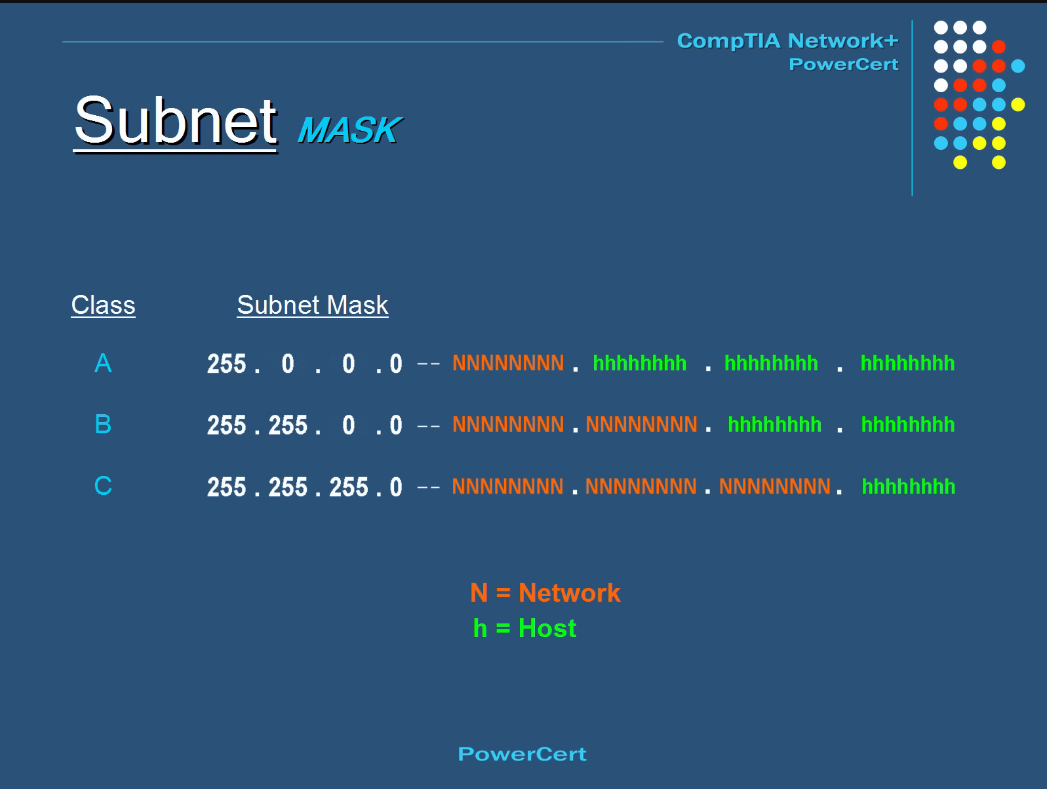 CompTIA Network+
PowerCert
Subnet MASK
Class Subnet Mask
A 255 . 0 . 0 . 0 -- NNNNNNNN . hhhhhhhh . hhhhhhhh . hhhhhhhh
B 255 . 255 . 0 . 0 -- NNNNNNNN . NNNNNNNN . hhhhhhhh . hhhhhhhh
C 255 . 255 . 255 . 0 -- NNNNNNNN . NNNNNNNN . NNNNNNNN . hhhhhhhh
N = Network
h = Host
PowerCert